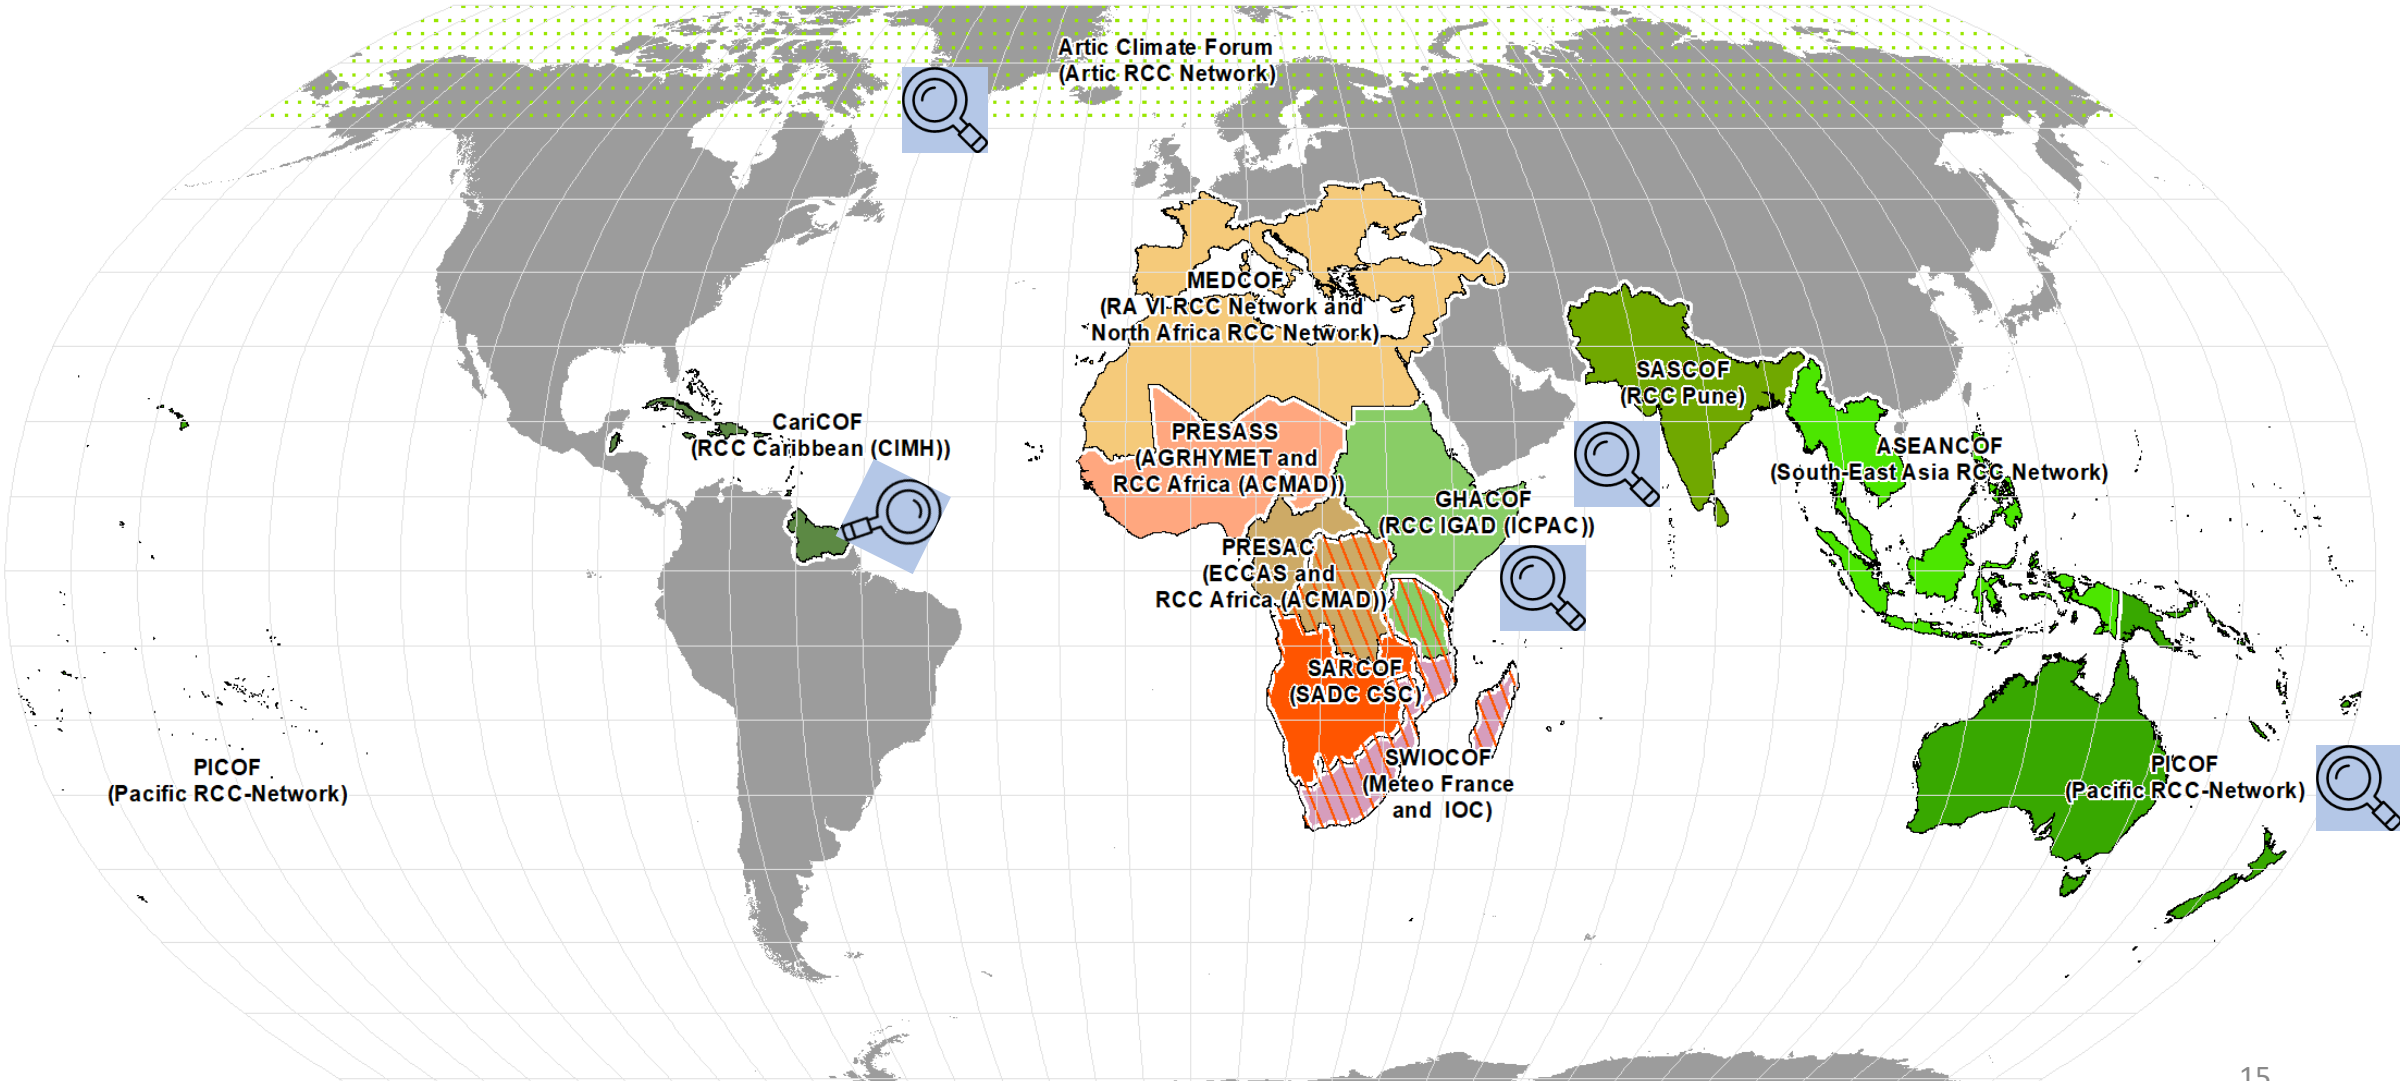 Artic Climate Forum
(Artic RCC Network)
MEDCOF
(RA VI-RCC Network and
North Africa RCC Network)
SASCOF
(RCC Pune)
CariCOF
(RCC Caribbean (CIMH))
PRESASS
(AGRHYMET and
RCC Africa (ACMAD))
ASEANCOF
(South-East Asia RCC Network)
GHACOF
(RCC IGAD (ICPAC))
PRESAC
(ECCAS and
RCC Africa (ACMAD))
SARCOF
(SADC CSC)
SWIOCOF
(Meteo France
and IOC)
PICOF
(Pacific RCC-Network)
PICOF
(Pacific RCC-Network)
15